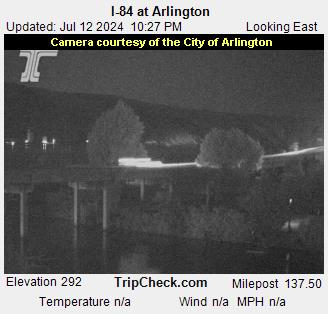 I-84 at Arlington
Updated: Jul 12 2024 10:27 PM Looking East
Camera courtesy of the City of Arlington
Elevation 292 TripCheck.com Milepost 137.50
Temperature n/a Wind n/a MPH n/a